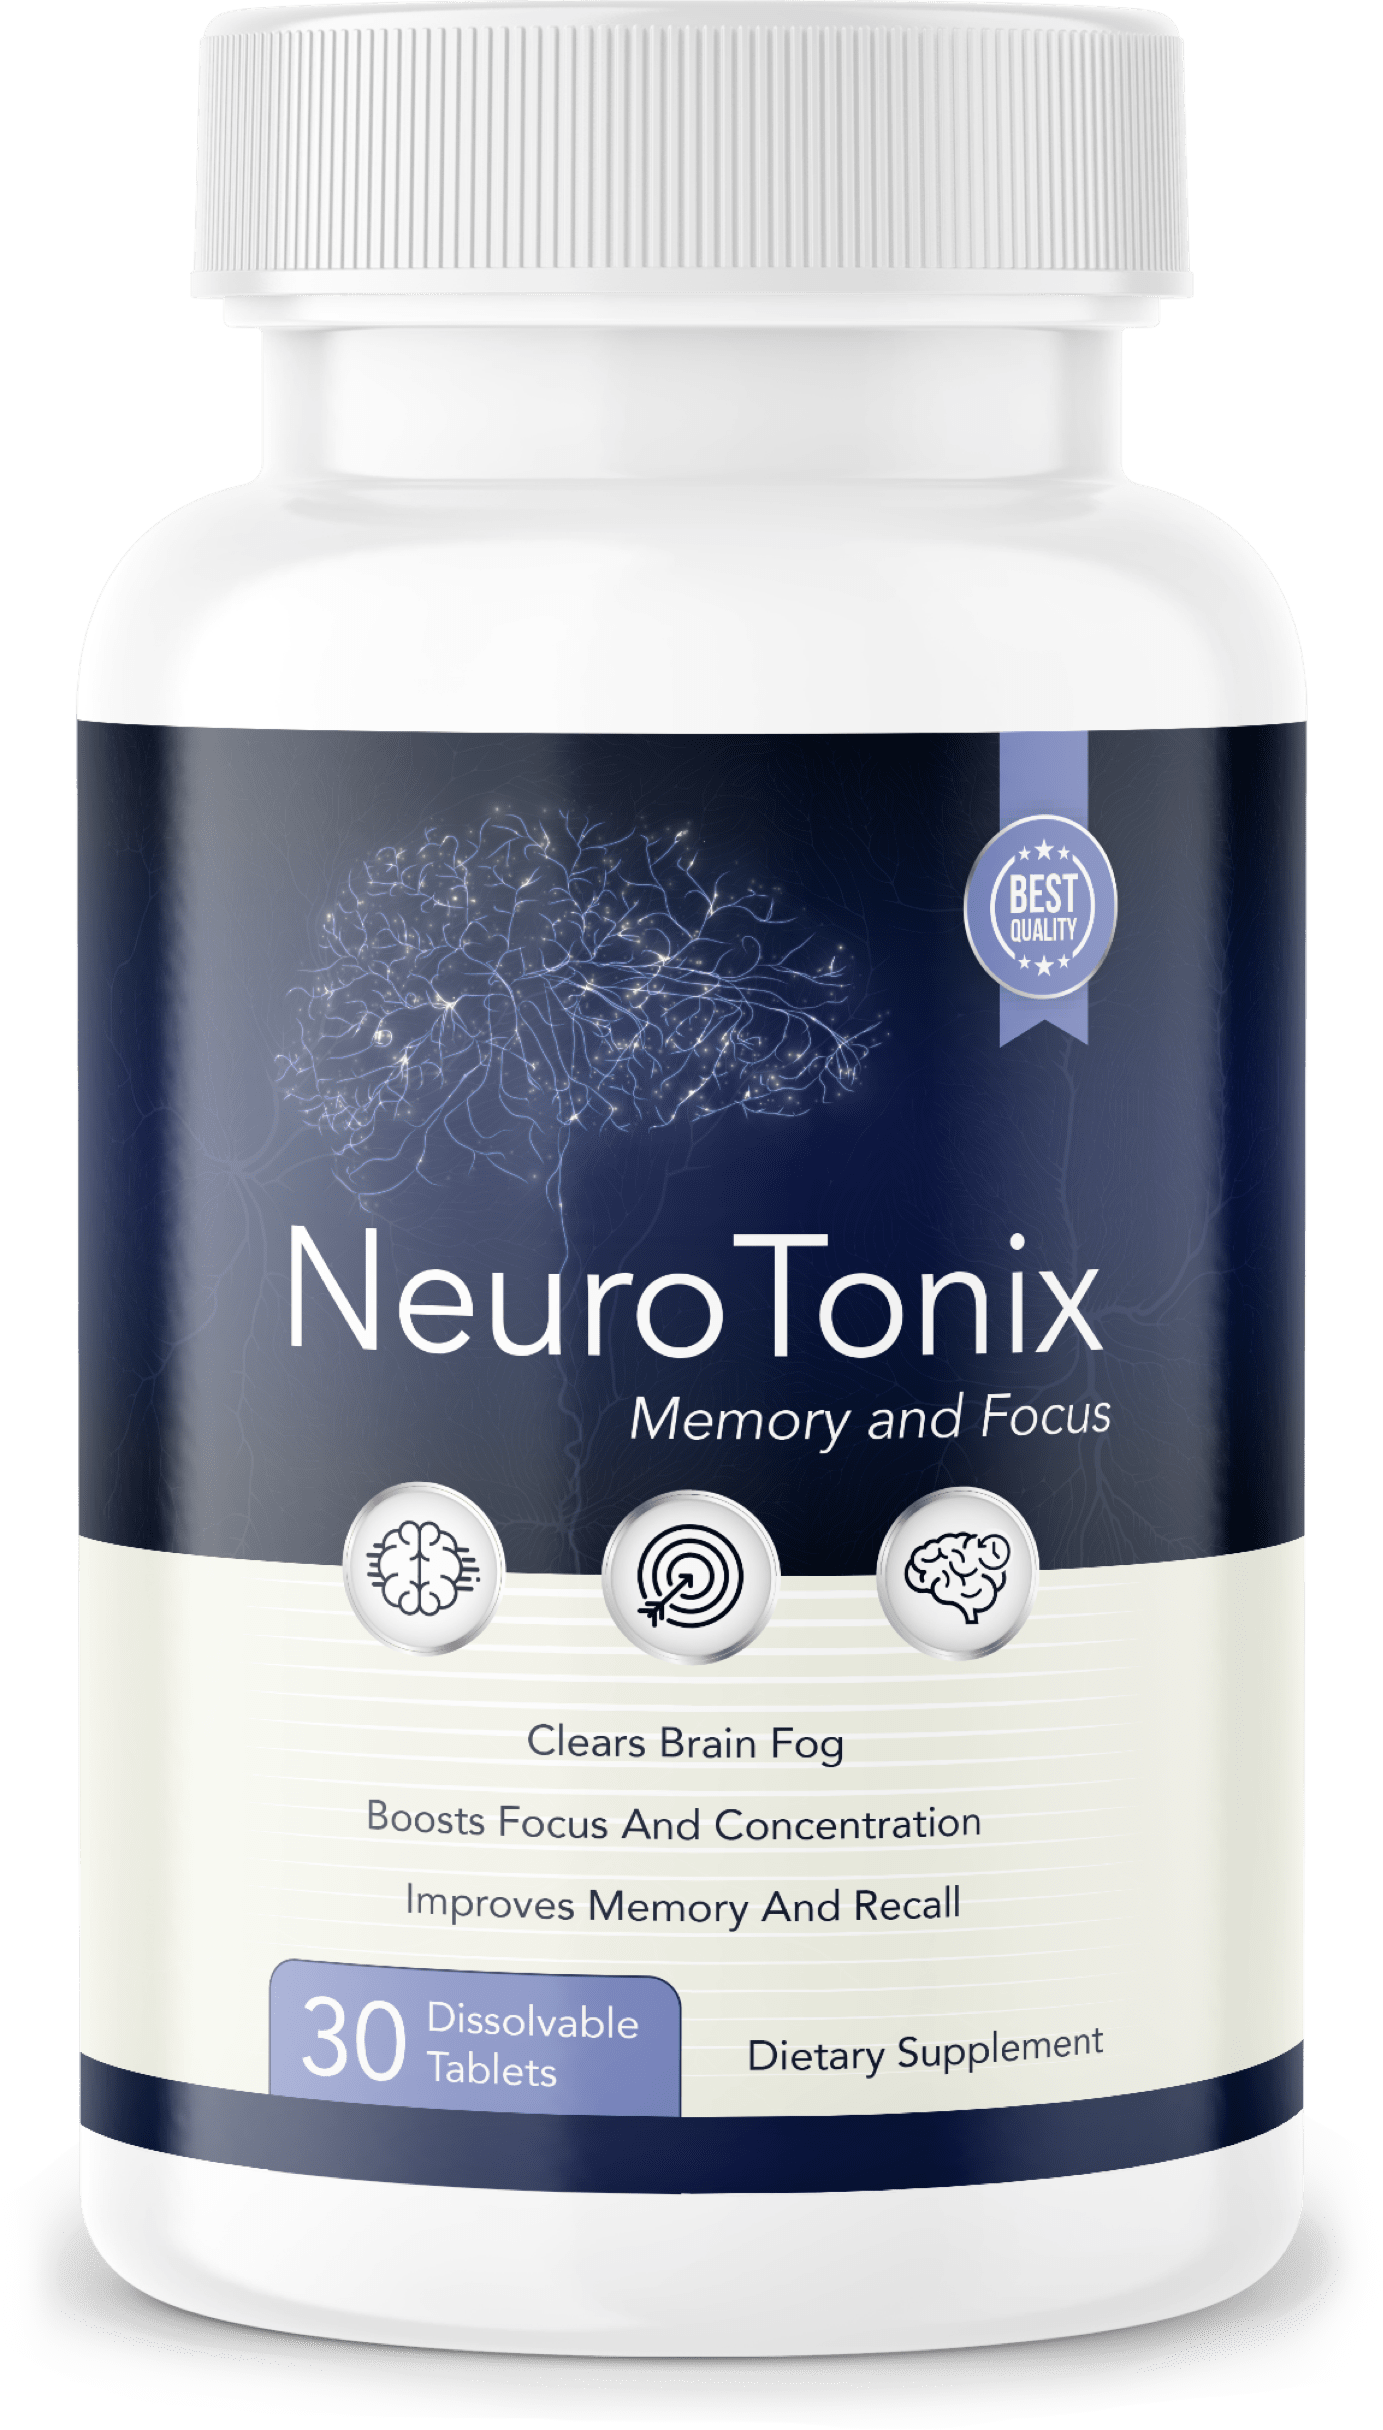 BEST
QUALITY
NeuroTonix
Memory and Focus
Clears Brain Fog
Boosts Focus And Concentration
Improves Memory And Recall
30 Dissolvable
Tablets
Dietary Supplement